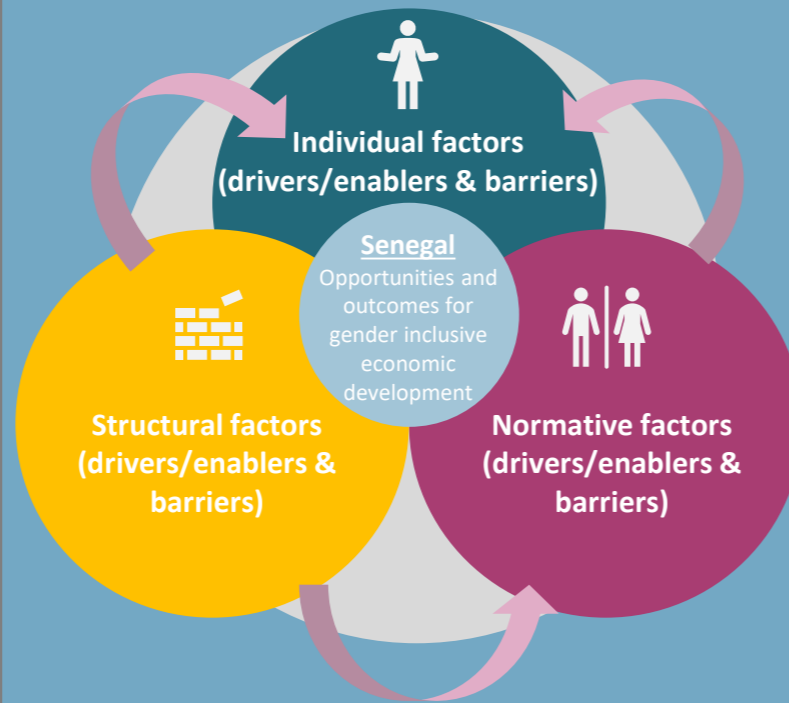 Individual factors
(drivers/enablers & barriers)
Senegal
Opportunities and
outcomes for
gender inclusive
economic
development
Structural factors
(drivers/enablers &
barriers)
Normative factors
(drivers/enablers &
barriers)